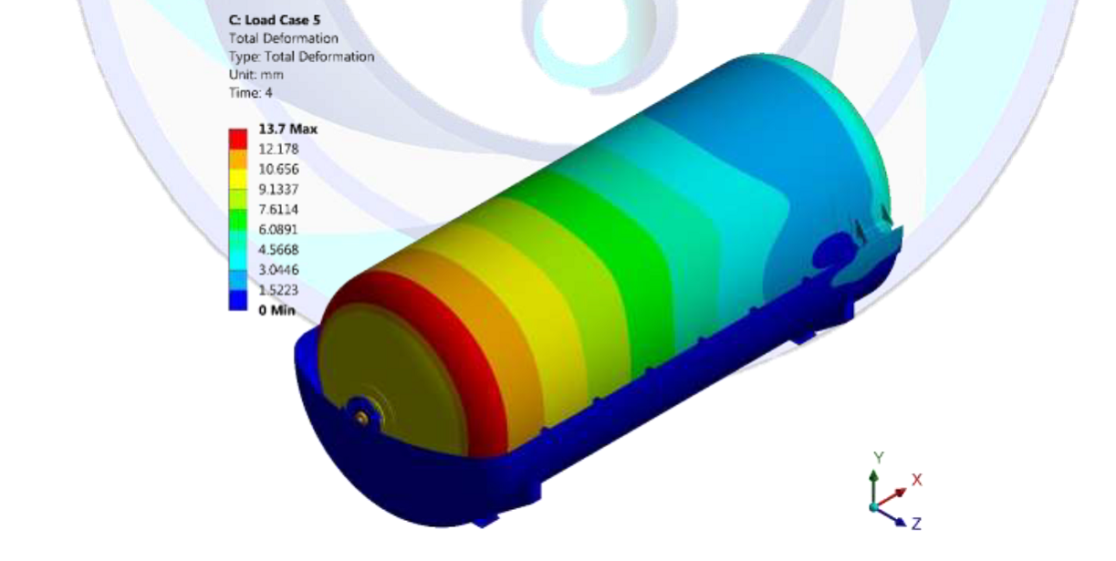 C: Load Case 5
Total Deformation
Type: Total Deformation
Unit: mm
Time: 4
13.7 Max
12.178
10.656
9.1337
7.6114
6.0891
4.5668
3.0446
1.5223
0 Min
Y
X
Z